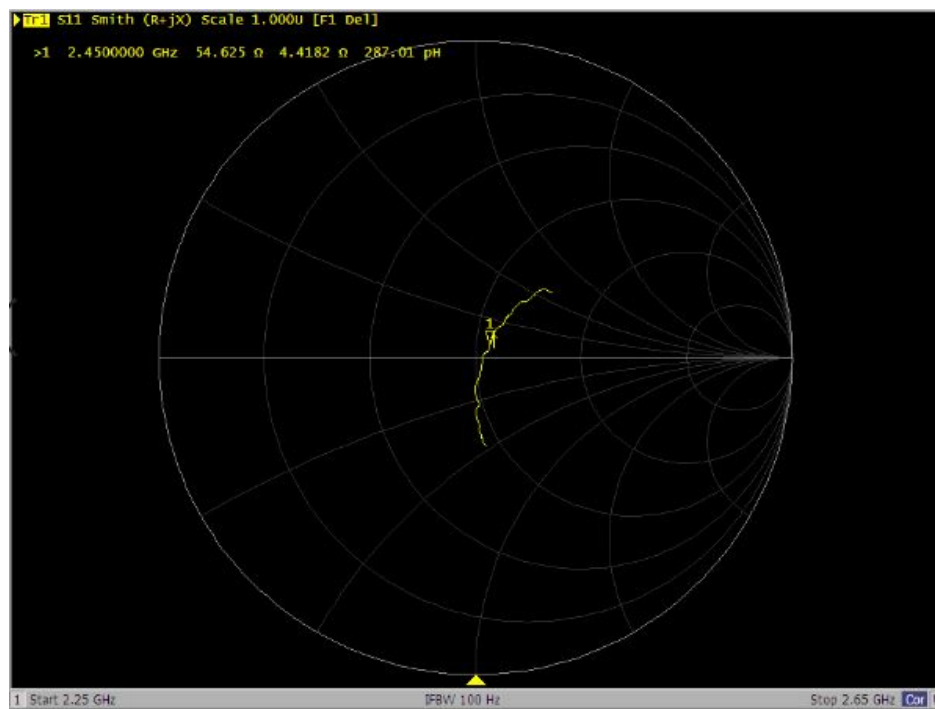 Tr1 S11 Smith (R+jX) Scale 1.000U [F1 Del]
>1 2.4500000 GHz 54.625 Ω 4.4182 Ω 287.01 pH
1
1 Start 2.25 GHz IFBW 100 Hz Stop 2.65 GHz Cor